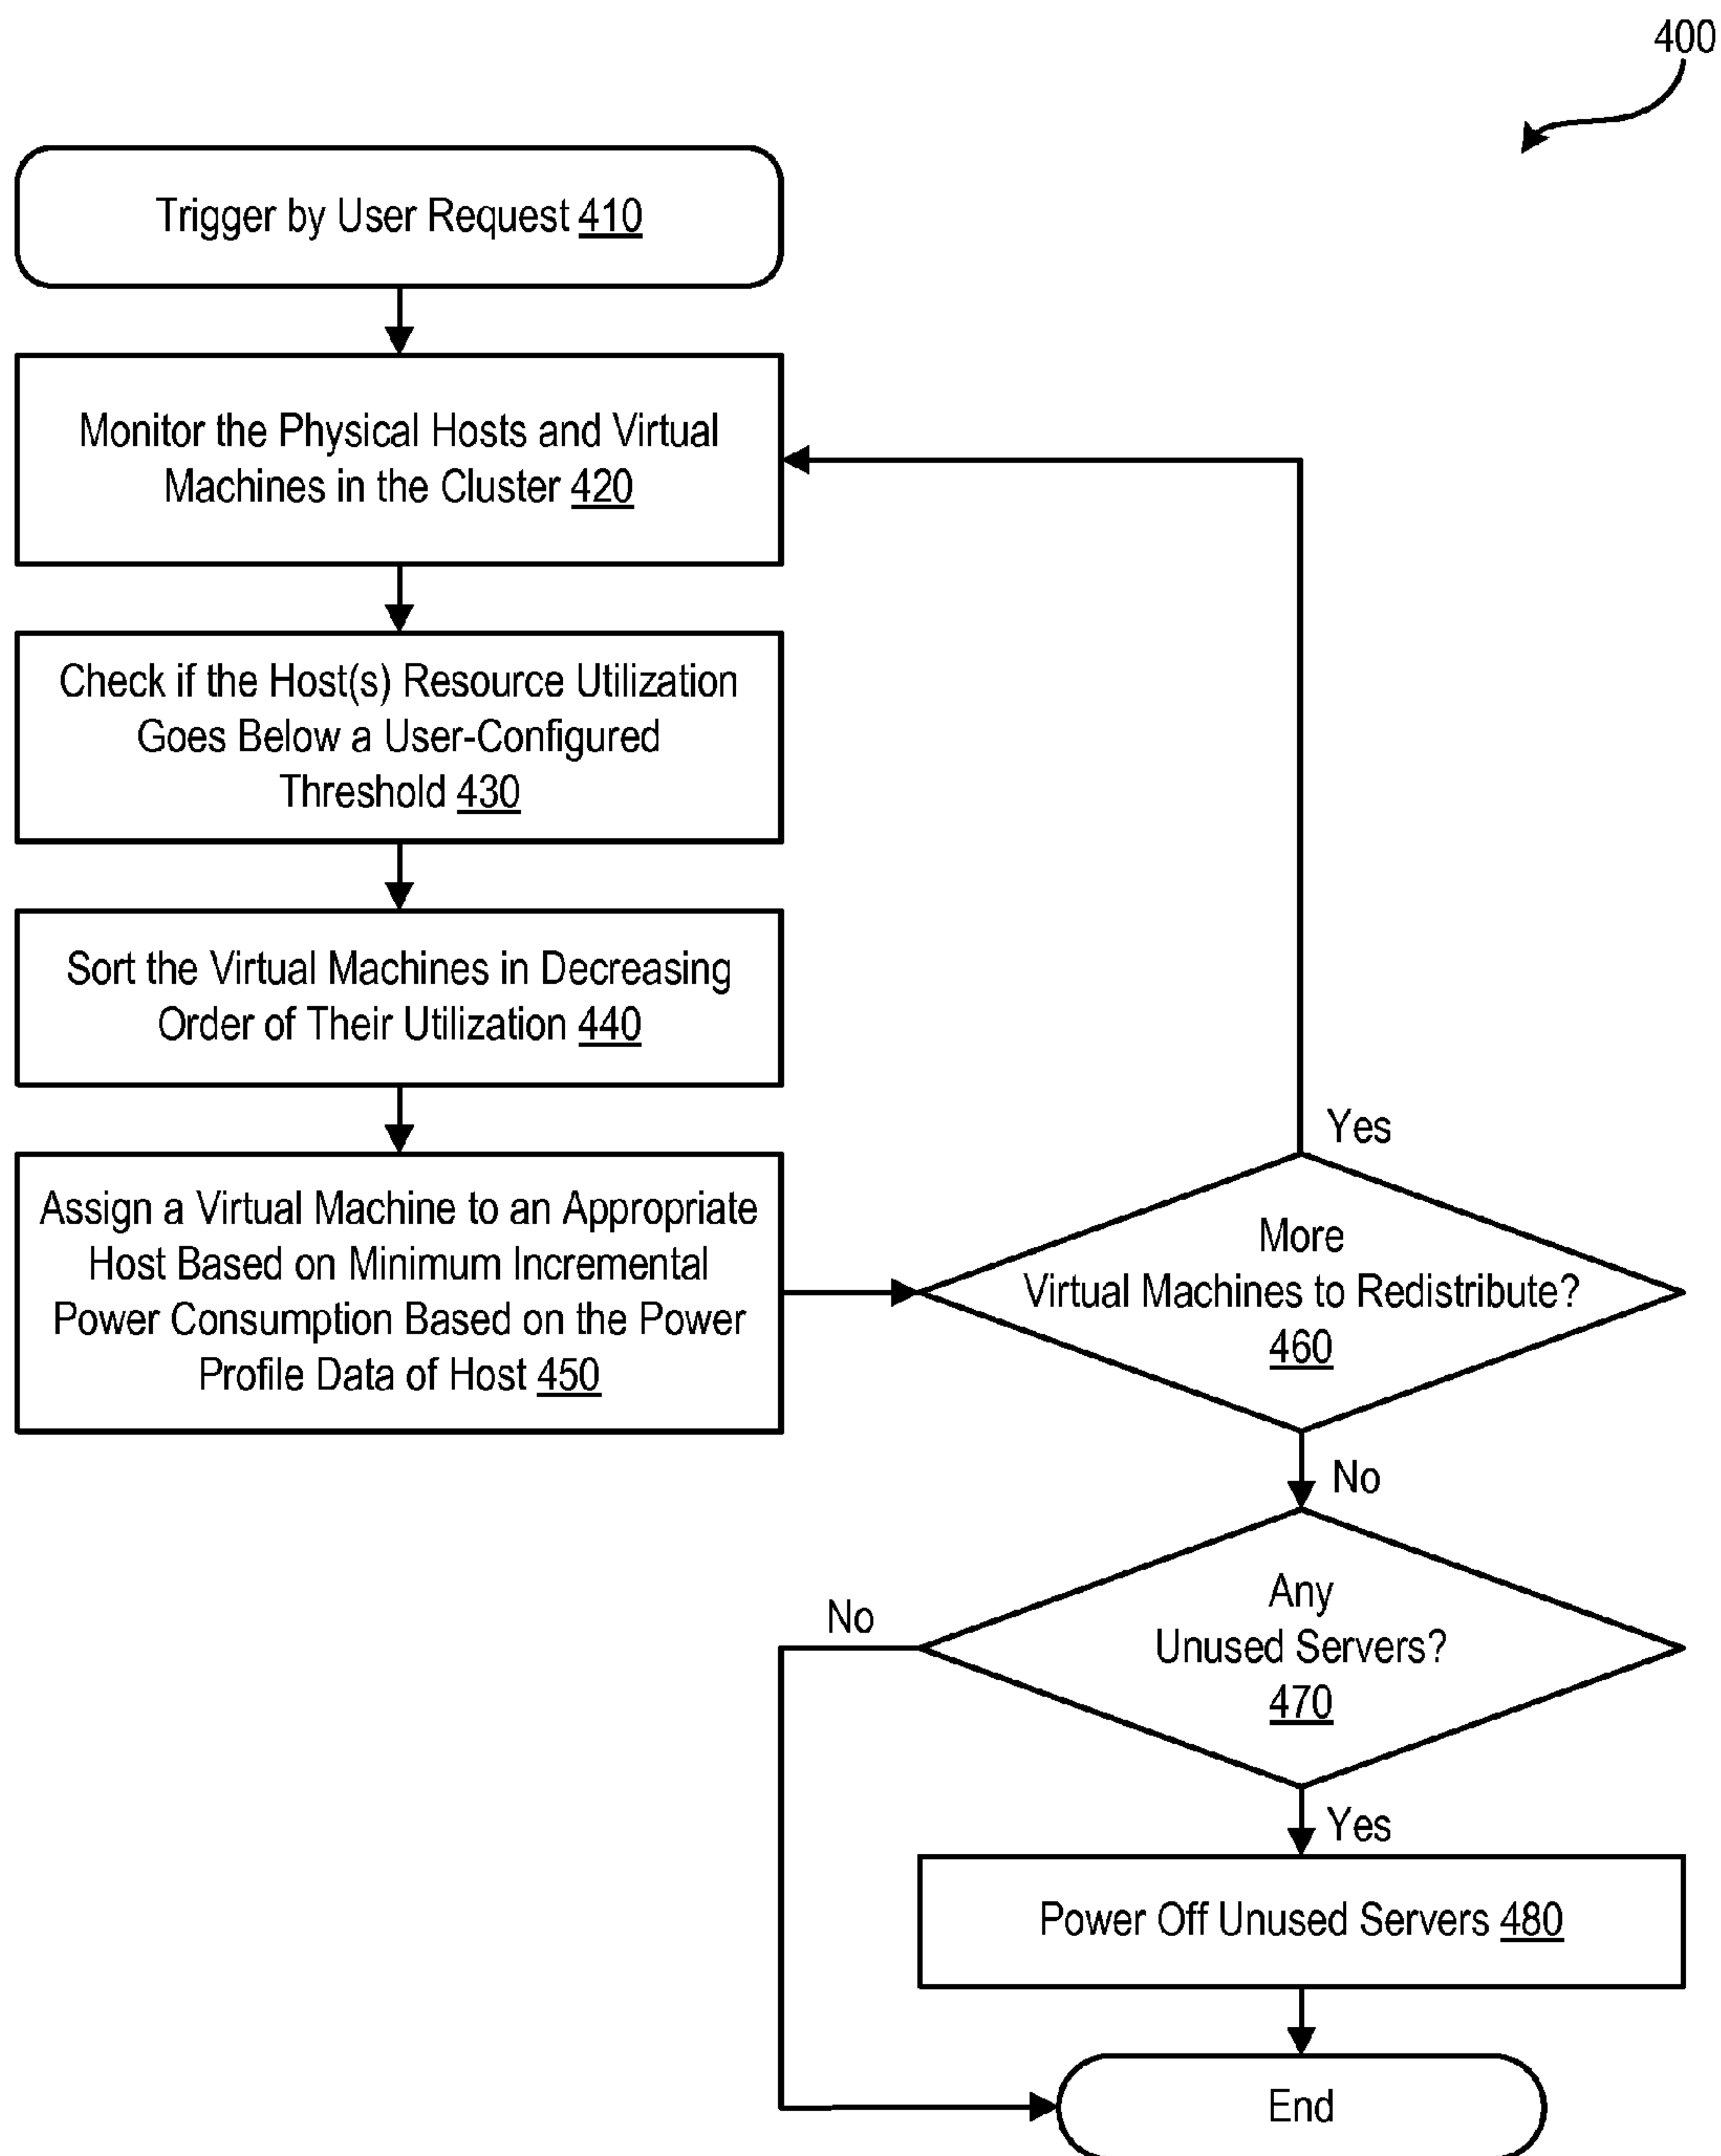 400
Trigger by User Request 410
Monitor the Physical Hosts and Virtual
Machines in the Cluster 420
Check if the Host(s) Resource Utilization
Goes Below a User-Configured
Threshold 430
Sort the Virtual Machines in Decreasing
Order of Their Utilization 440
Assign a Virtual Machine to an Appropriate
Host Based on Minimum Incremental
Power Consumption Based on the Power
Profile Data of Host 450
Yes
More
Virtual Machines to Redistribute?
460
No
Any
Unused Servers?
470
No
Yes
Power Off Unused Servers 480
End